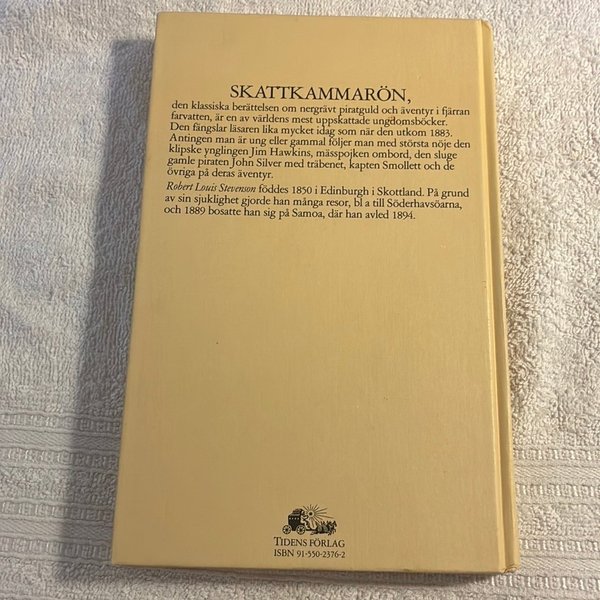 SKATTKAMMARÖN,
den klassiska berättelsen om nergrävt piratguld och äventyr i fjärran
farvatten, är en av världens mest uppskattade ungdomsböcker.
Den fängslar läsaren lika mycket idag som när den utkom 1883.
Antingen man är ung eller gammal följer man med största nöje den
klipske ynglingen Jim Hawkins, mässpojken ombord, den sluge
gamle piraten John Silver med träbenet, kapten Smollett och de
övriga på deras äventyr.
Robert Louis Stevenson föddes 1850 i Edinburgh i Skottland. På grund
av sin sjuklighet gjorde han många resor, bl a till Söderhavsöarna,
och 1889 bosatte han sig på Samoa, där han avled 1894.
TIDENS FÖRLAG
ISBN 91-550-2376-2